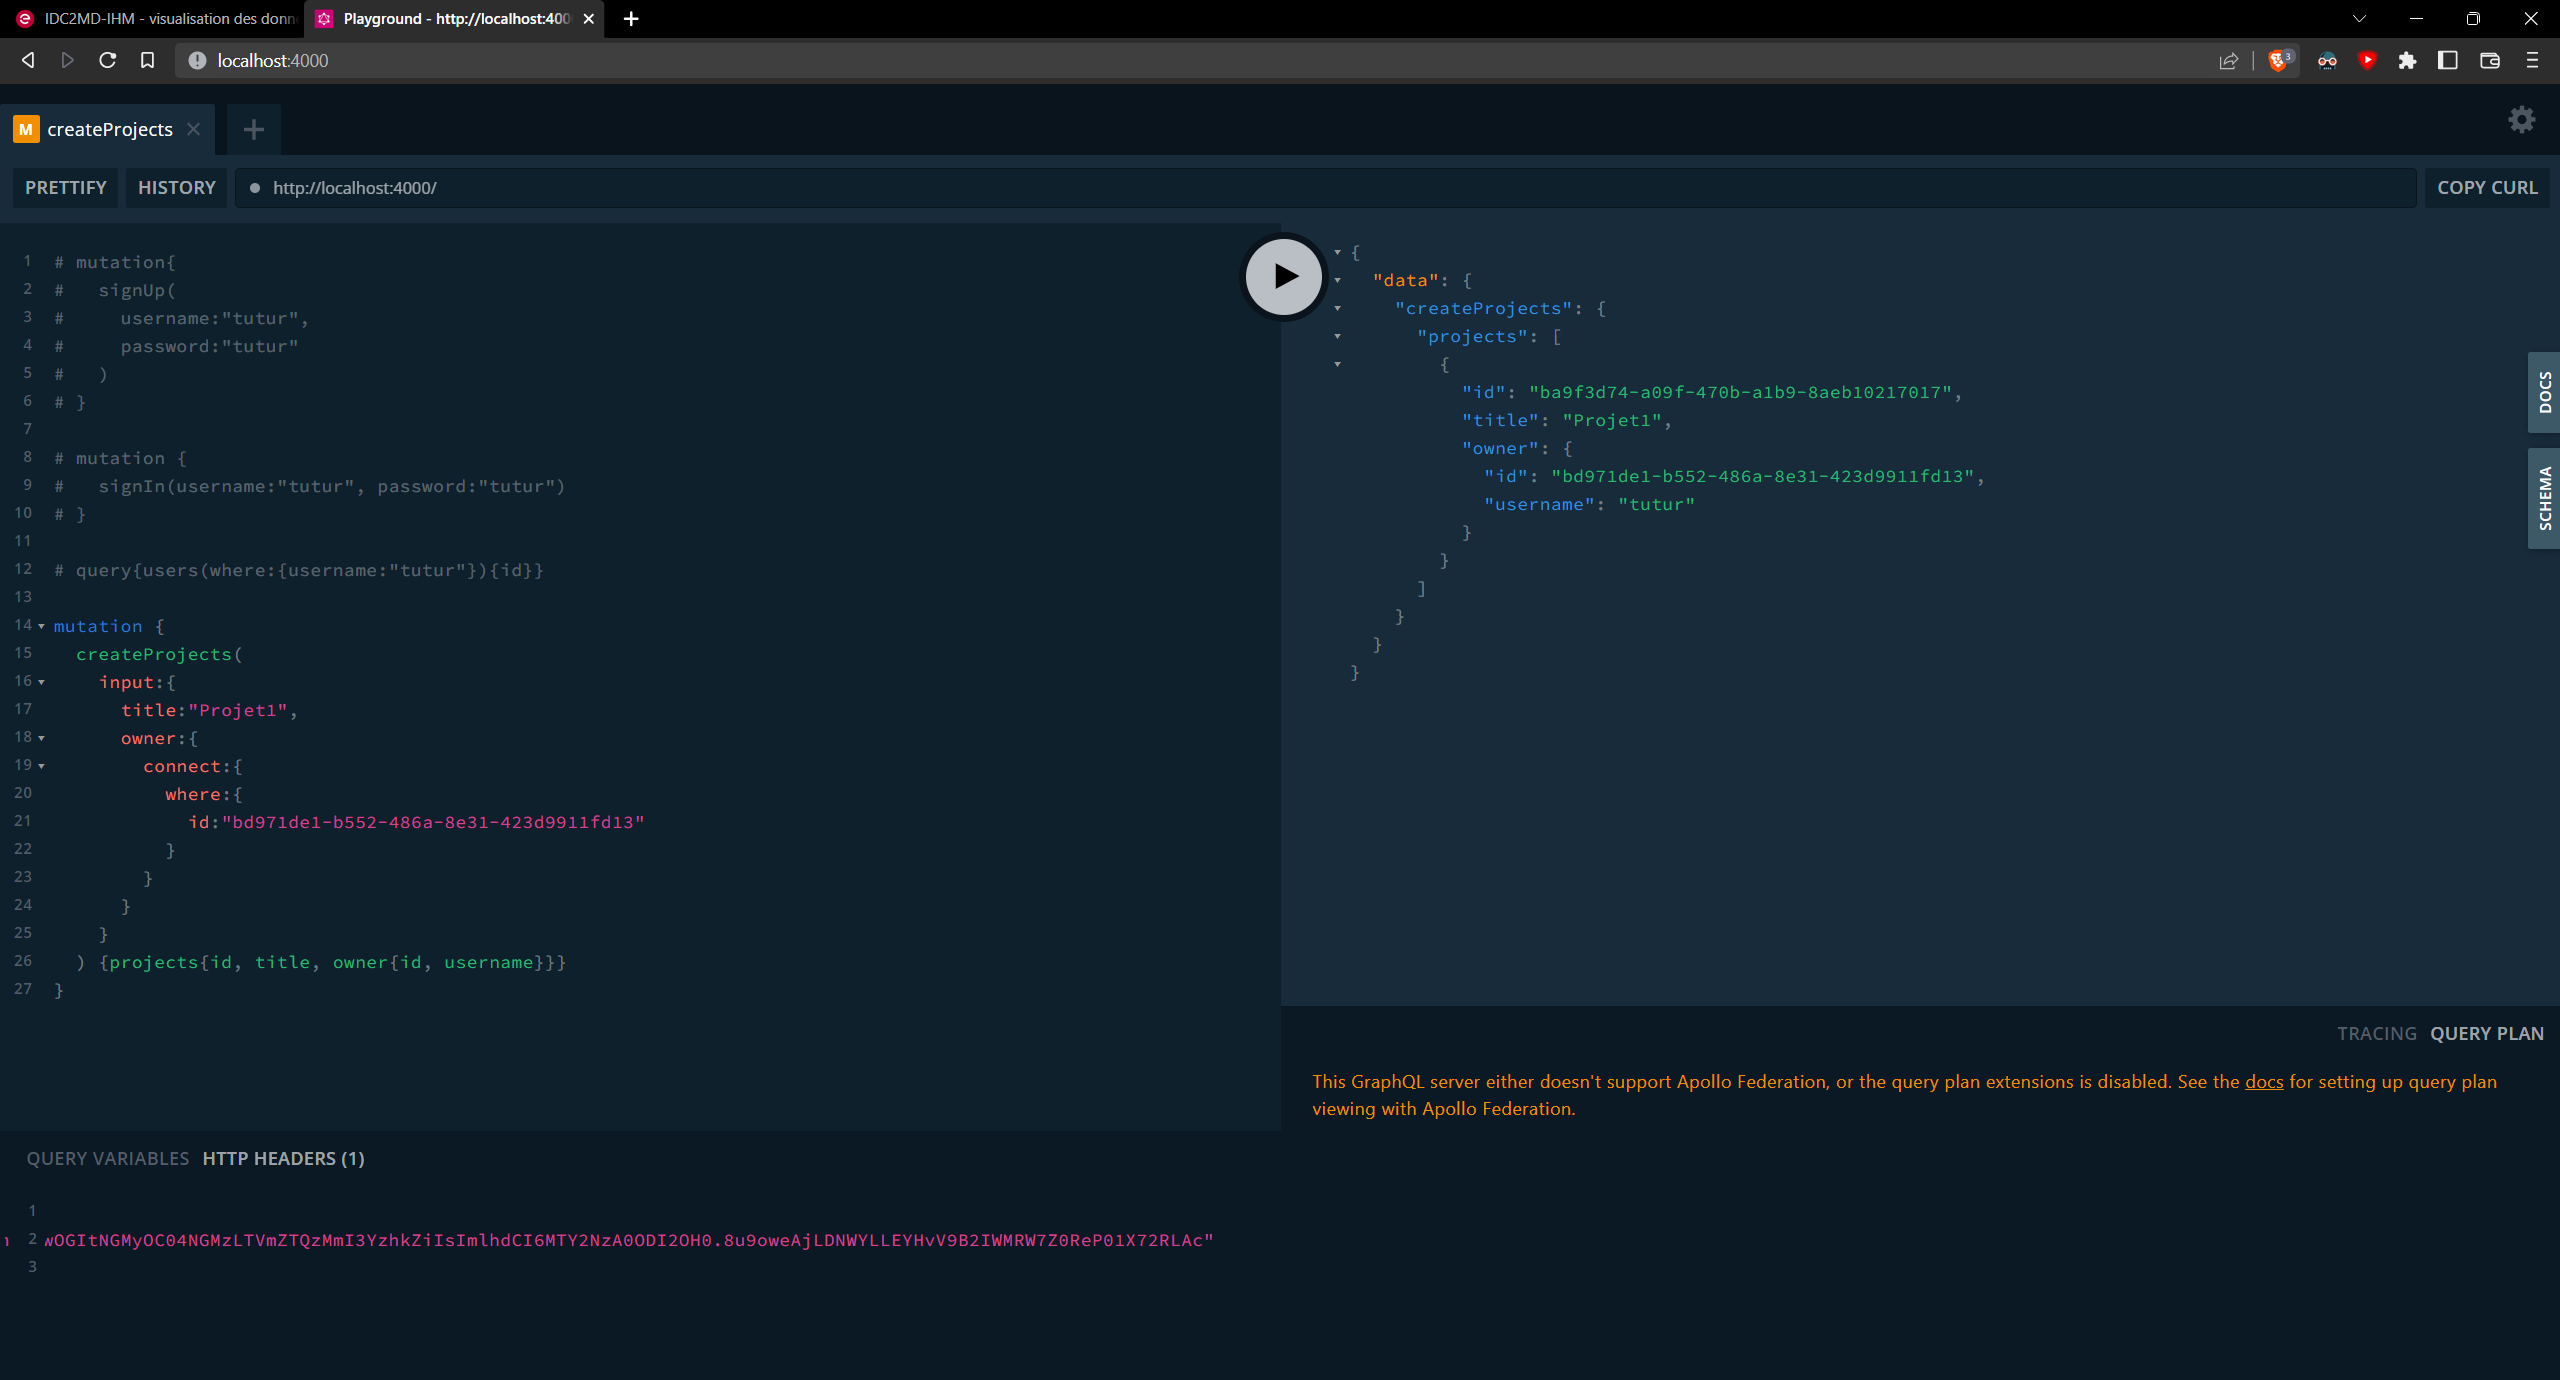 IDC2MD-IHM - visualisation des donn
Playground - http://localhost:400
localhost:4000
3
M createProjects
PRETTIFY
HISTORY
http://localhost:4000/
COPY CURL
1 # mutation{
2 #   signUp(
3 #     username:"tutur",
4 #     password:"tutur"
5 #   )
6 # }
7
8 # mutation {
9 #   signIn(username:"tutur", password:"tutur")
10 # }
11
12 # query{users(where:{username:"tutur"}){id}}
13
14 mutation {
15   createProjects(
16     input:{
17       title:"Projet1",
18       owner:{
19         connect:{
20           where:{
21             id:"bd971de1-b552-486a-8e31-423d9911fd13"
22           }
23         }
24       }
25     }
26   ) {projects{id, title, owner{id, username}}}
27 }
{
"data": {
"createProjects": {
"projects": [
{
"id": "ba9f3d74-a09f-470b-a1b9-8aeb10217017",
"title": "Projet1",
"owner": {
"id": "bd971de1-b552-486a-8e31-423d9911fd13",
"username": "tutur"
}
}
]
}
}
}
DOCS
SCHEMA
TRACING QUERY PLAN
This GraphQL server either doesn't support Apollo Federation, or the query plan extensions is disabled. See the docs for setting up query plan
viewing with Apollo Federation.
QUERY VARIABLES HTTP HEADERS (1)
1
2 wOGItNGMyOC04NGMzLTVmZTQzMmI3YzhkZiIsImlhdCI6MTY2NzA0ODI2OH0.8u9oweAjLDNWYLLEYHvV9B2IWMRW7Z0ReP01X72RLAc"
3